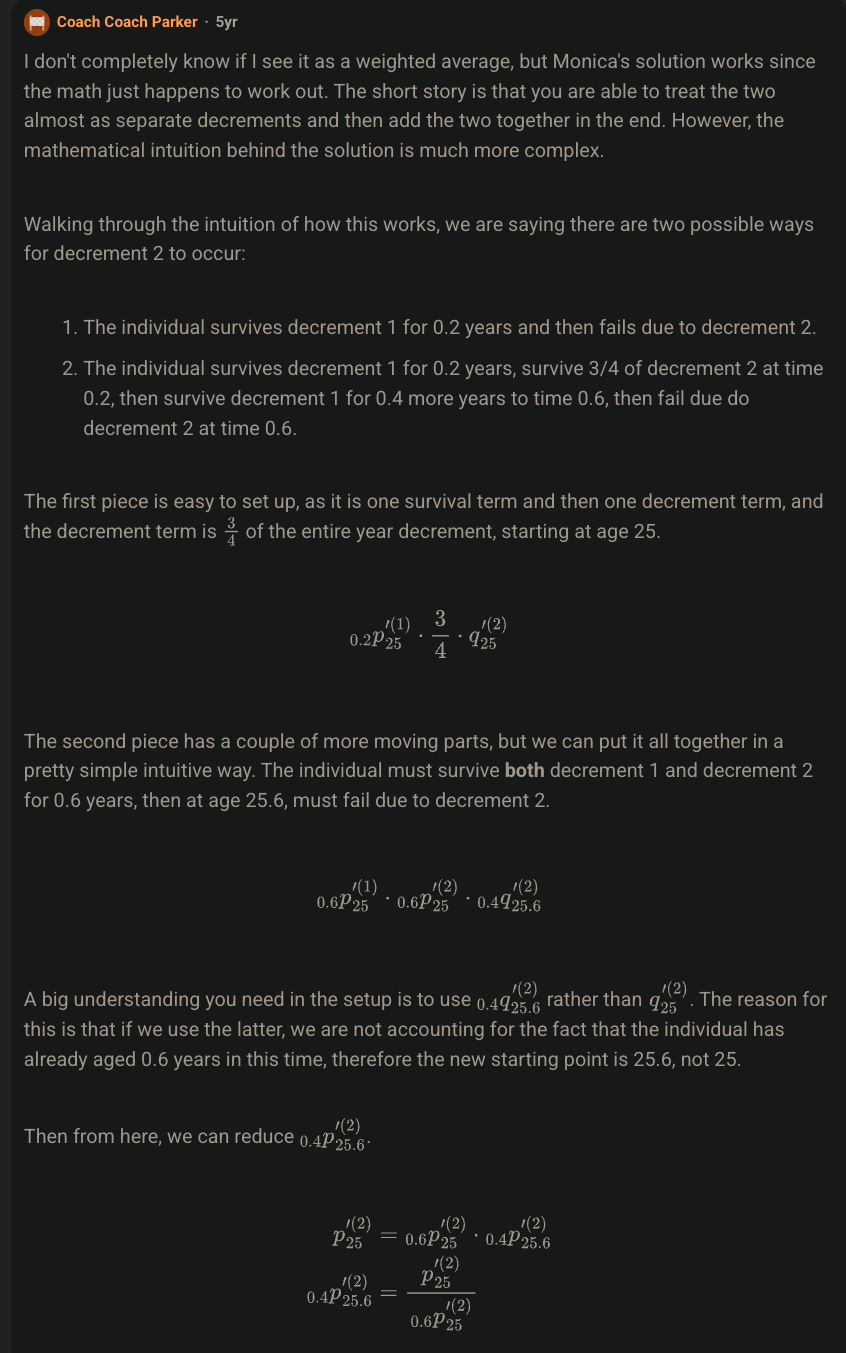 Coach Coach Parker · 5yr
I don't completely know if I see it as a weighted average, but Monica's solution works since
the math just happens to work out. The short story is that you are able to treat the two
almost as separate decrements and then add the two together in the end. However, the
mathematical intuition behind the solution is much more complex.
Walking through the intuition of how this works, we are saying there are two possible ways
for decrement 2 to occur:
1. The individual survives decrement 1 for 0.2 years and then fails due to decrement 2.
2. The individual survives decrement 1 for 0.2 years, survive 3/4 of decrement 2 at time
0.2, then survive decrement 1 for 0.4 more years to time 0.6, then fail due do
decrement 2 at time 0.6.
The first piece is easy to set up, as it is one survival term and then one decrement term, and
the decrement term is $\frac{3}{4}$ of the entire year decrement, starting at age 25.
${}_{0.2}p_{25}^{\prime(1)} \cdot \frac{3}{4} \cdot q_{25}^{\prime(2)}$
The second piece has a couple of more moving parts, but we can put it all together in a
pretty simple intuitive way. The individual must survive both decrement 1 and decrement 2
for 0.6 years, then at age 25.6, must fail due to decrement 2.
${}_{0.6}p_{25}^{\prime(1)} \cdot {}_{0.6}p_{25}^{\prime(2)} \cdot {}_{0.4}q_{25.6}^{\prime(2)}$
A big understanding you need in the setup is to use ${}_{0.4}q_{25.6}^{\prime(2)}$ rather than $q_{25}^{\prime(2)}$. The reason for
this is that if we use the latter, we are not accounting for the fact that the individual has
already aged 0.6 years in this time, therefore the new starting point is 25.6, not 25.
Then from here, we can reduce ${}_{0.4}p_{25.6}^{\prime(2)}$.
$p_{25}^{\prime(2)} = {}_{0.6}p_{25}^{\prime(2)} \cdot {}_{0.4}p_{25.6}^{\prime(2)}$
${}_{0.4}p_{25.6}^{\prime(2)} = \frac{p_{25}^{\prime(2)}}{{}_{0.6}p_{25}^{\prime(2)}}$